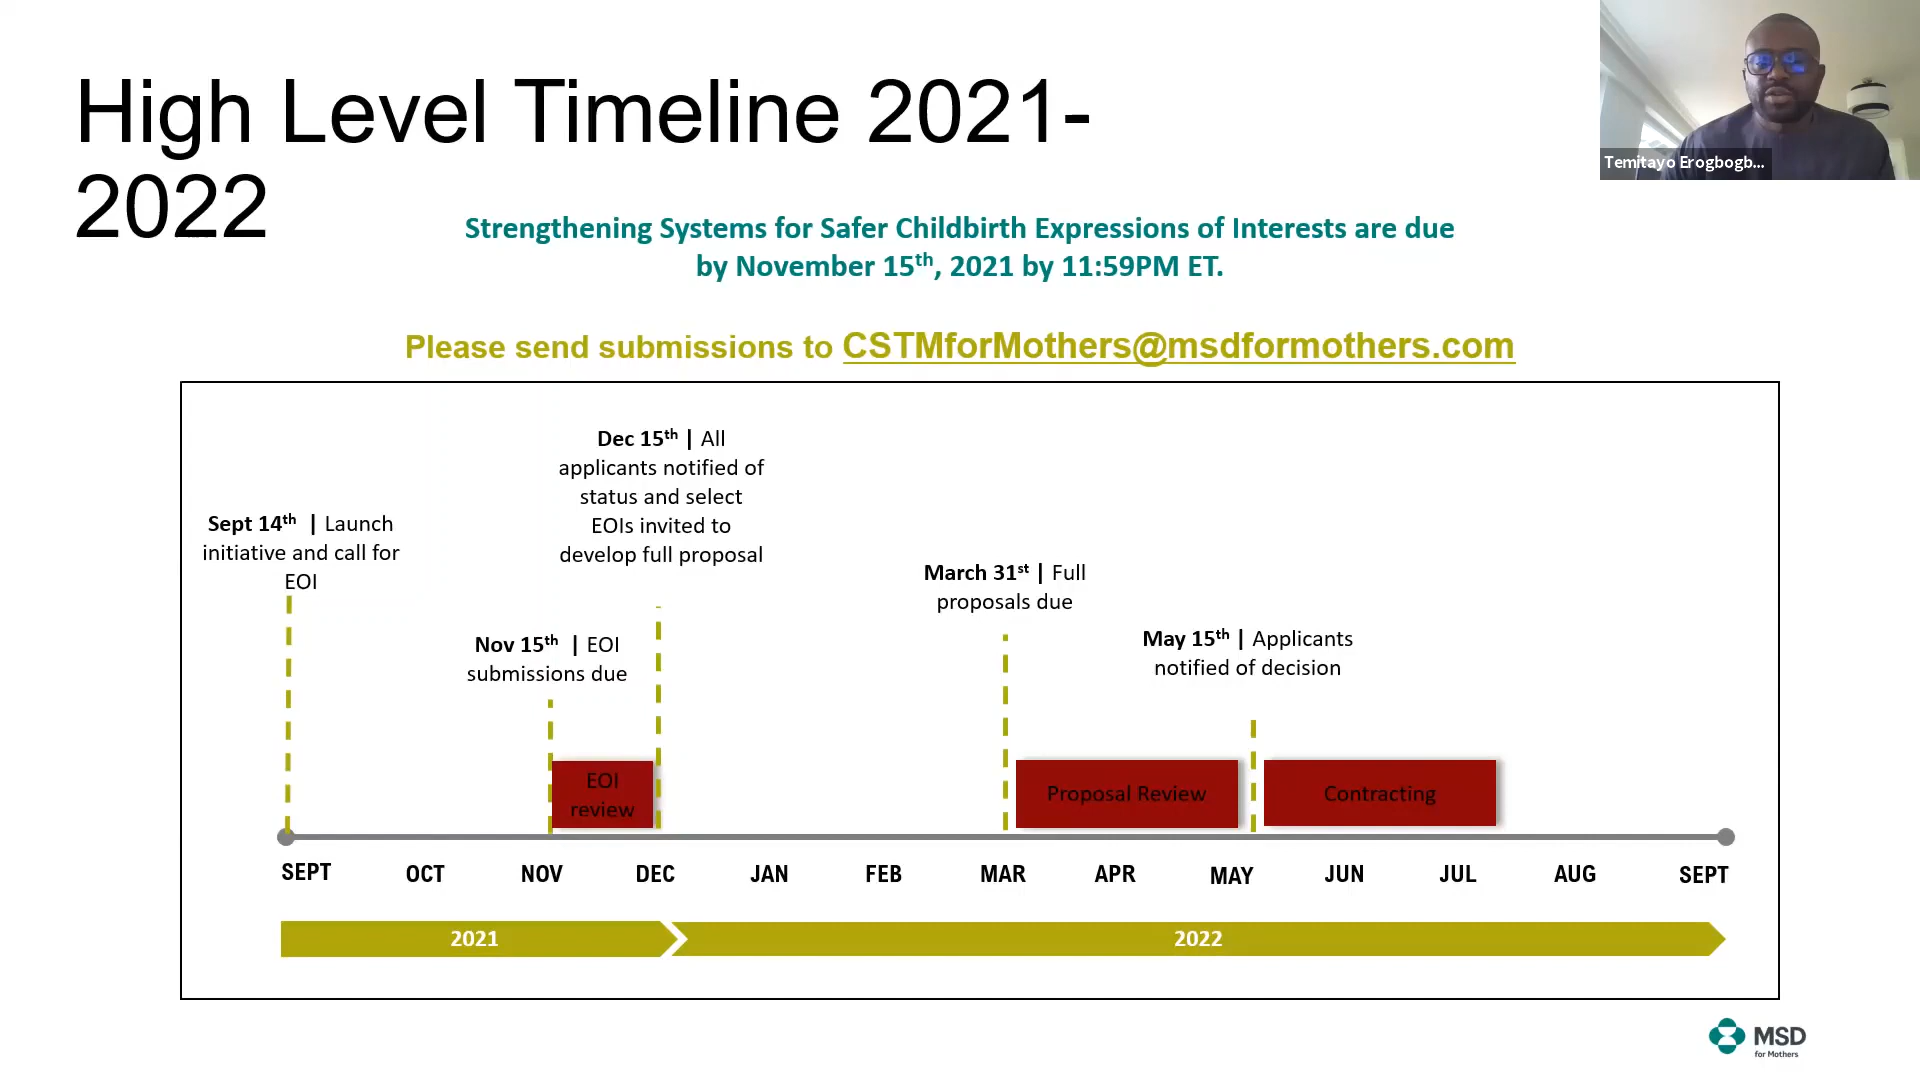 High Level Timeline 2021-
2022
Temitayo Erogbogb...
Strengthening Systems for Safer Childbirth Expressions of Interests are due
by November 15th, 2021 by 11:59PM ET.
Please send submissions to CSTMforMothers@msdformothers.com
Sept 14th | Launch
initiative and call for
EOI
Nov 15th | EOI
submissions due
Dec 15th | All
applicants notified of
status and select
EOIs invited to
develop full proposal
March 31st | Full
proposals due
May 15th | Applicants
notified of decision
EOI
review
Proposal Review
Contracting
SEPT OCT NOV DEC JAN FEB MAR APR MAY JUN JUL AUG SEPT
2021 2022
MSD
for Mothers